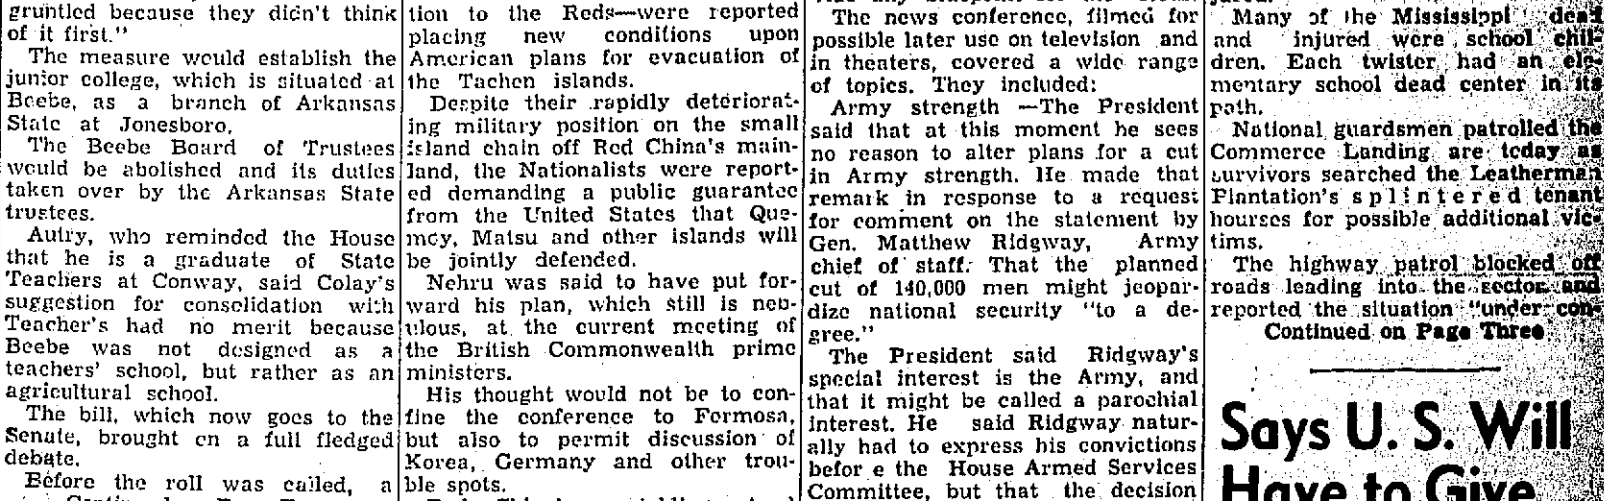 gruntled because they didn't think
of it first."
The measure would establish the
junior college, which is situated at
Beebe, as a branch of Arkansas
State at Jonesboro.
The Beebe Board of Trustees
would be abolished and its duties
taken over by the Arkansas State
trustees.
Autry, who reminded the House
that he is a graduate of State
Teachers at Conway, said Colay's
suggestion for consolidation with
Teacher's had no merit because
Beebe was not designed as a
teachers' school, but rather as an
agricultural school.
The bill, which now goes to the
Senate, brought on a full fledged
debate.
Before the roll was called, a
tion to the Reds—were reported
placing new conditions upon
American plans for evacuation of
the Tachen islands.
Despite their rapidly deteriorat-
ing military position on the small
island chain off Red China's main-
land, the Nationalists were report-
ed demanding a public guarantee
from the United States that Que-
moy, Matsu and other islands will
be jointly defended.
Nehru was said to have put for-
ward his plan, which still is neb-
ulous, at the current meeting of
the British Commonwealth prime
ministers.
His thought would not be to con-
fine the conference to Formosa,
but also to permit discussion of
Korea, Germany and other trou-
ble spots.
The news conference, filmed for
possible later use on television and
in theaters, covered a wide range
of topics. They included:
Army strength —The President
said that at this moment he sees
no reason to alter plans for a cut
in Army strength. He made that
remark in response to a request
for comment on the statement by
Gen. Matthew Ridgway, Army
chief of staff. That the planned
cut of 140,000 men might jeopar-
dize national security "to a de-
gree."
The President said Ridgway's
special interest is the Army, and
that it might be called a parochial
interest. He said Ridgway natur-
ally had to express his convictions
befor e the House Armed Services
Committee, but that the decision
Many of the Mississippi dead
and injured were school chil-
dren. Each twister had an ele-
mentary school dead center in its
path.
National guardsmen patrolled the
Commerce Landing are today as
survivors searched the Leatherman
Plantation's splintered tenant
hourses for possible additional vic-
tims.
The highway patrol blocked off
roads leading into the sector and
reported the situation "under con-
Continued on Page Three
Says U. S. Will
Have to Give